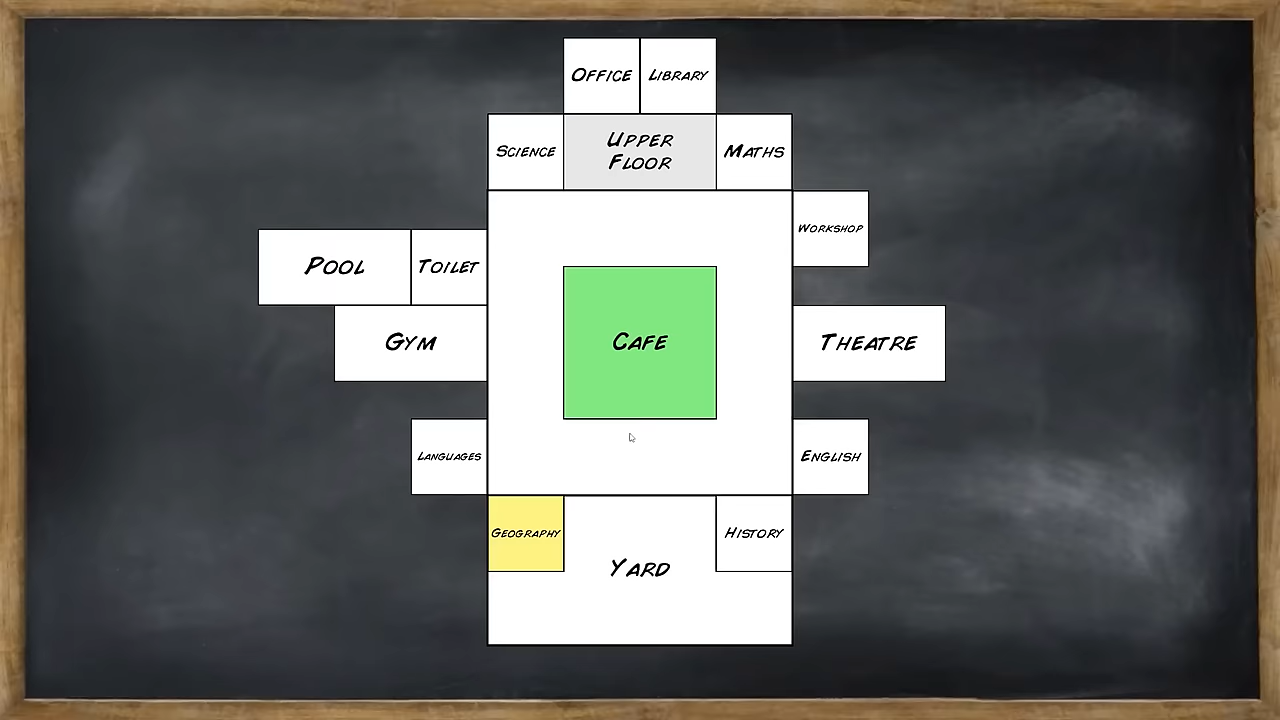 OFFICE
LIBRARY
SCIENCE
UPPER
FLOOR
MATHS
WORKSHOP
POOL
TOILET
GYM
CAFE
THEATRE
LANGUAGES
ENGLISH
GEOGRAPHY
HISTORY
YARD